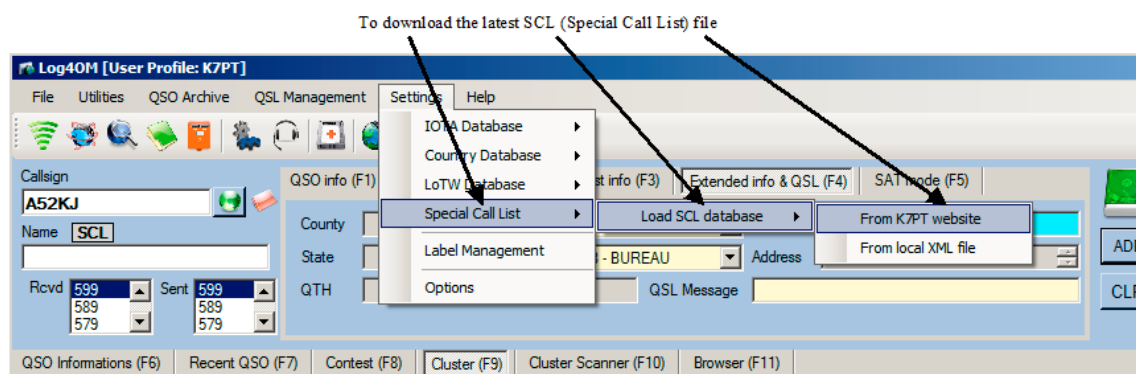 To download the latest SCL (Special Call List) file
Log4OM [User Profile: K7PT]
File Utilities QSO Archive QSL Management Settings Help
IOTA Database
Country Database
LoTW Database
Special Call List
Label Management
Options
Load SCL database
From K7PT website
From local XML file
Callsign
A52KJ
Name SCL
Rcvd 599 Sent 599
589 589
579 579
QSO info (F1) st info (F3) Extended info & QSL (F4) SAT mode (F5)
County
State - BUREAU Address
QTH QSL Message
AD
CL
QSO Informations (F6) Recent QSO (F7) Contest (F8) Cluster (F9) Cluster Scanner (F10) Browser (F11)